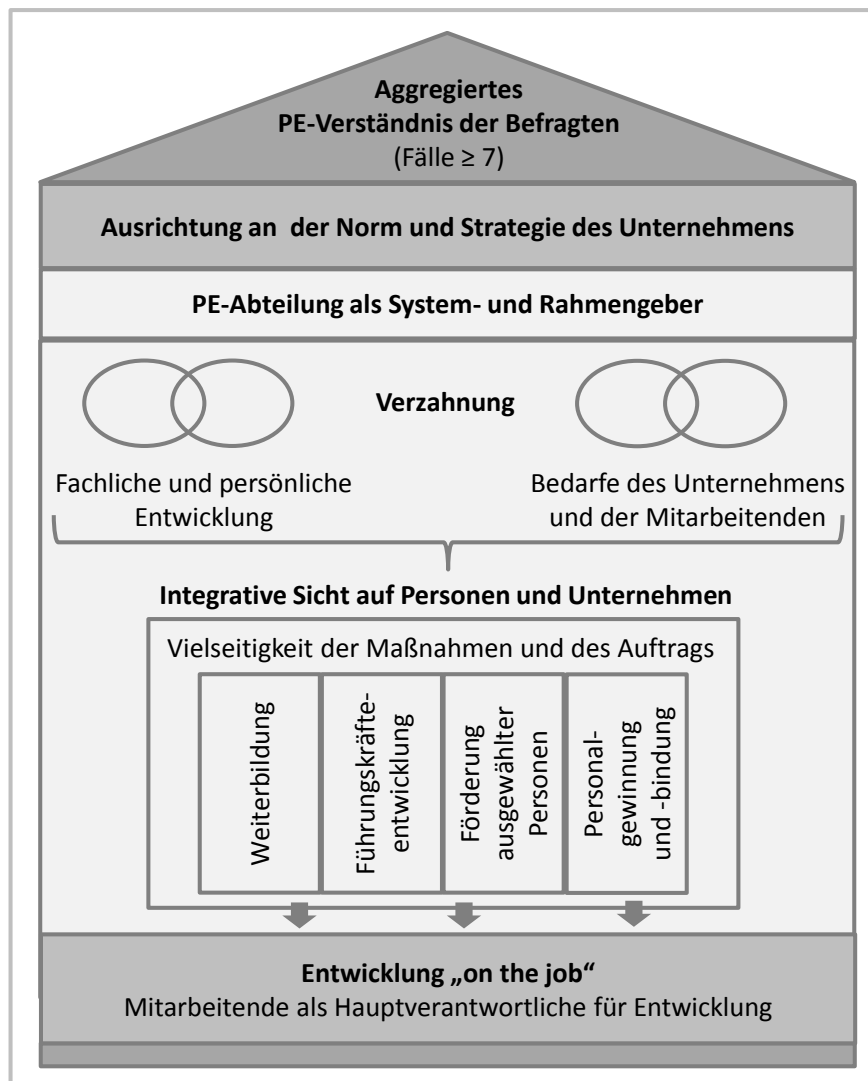 Aggregiertes
PE-Verständnis der Befragten
(Fälle ≥ 7)
Ausrichtung an der Norm und Strategie des Unternehmens
PE-Abteilung als System- und Rahmengeber
Verzahnung
Fachliche und persönliche
Entwicklung
Bedarfe des Unternehmens
und der Mitarbeitenden
Integrative Sicht auf Personen und Unternehmen
Vielseitigkeit der Maßnahmen und des Auftrags
Weiterbildung
Führungskräfte-
entwicklung
Förderung
ausgewählter
Personen
Personal-
gewinnung
und -bindung
Entwicklung „on the job“
Mitarbeitende als Hauptverantwortliche für Entwicklung